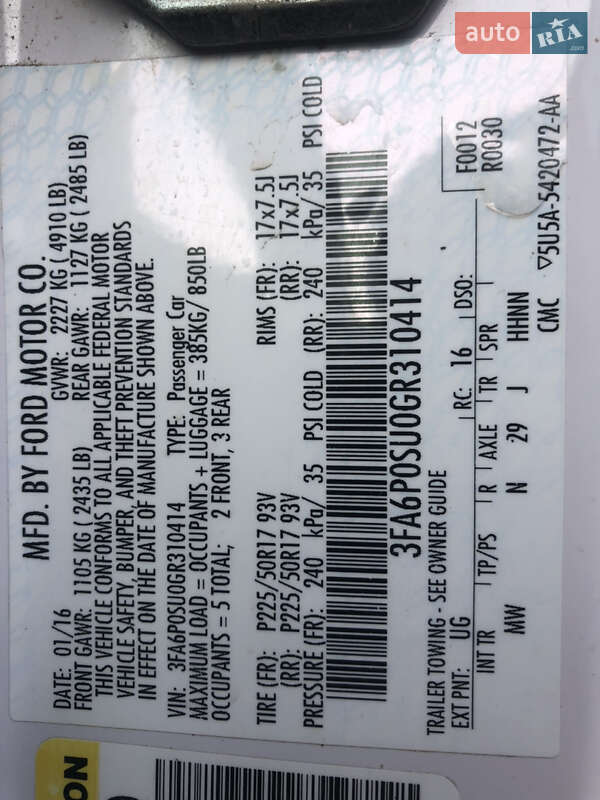 auto RIA .com
MFD. BY FORD MOTOR CO.
DATE: 01/16 GVWR: 2227 KG ( 4910 LB)
FRONT GAWR: 1105 KG ( 2435 LB) REAR GAWR: 1127 KG ( 2485 LB)
THIS VEHICLE CONFORMS TO ALL APPLICABLE FEDERAL MOTOR
VEHICLE SAFETY, BUMPER, AND THEFT PREVENTION STANDARDS
IN EFFECT ON THE DATE OF MANUFACTURE SHOWN ABOVE.
VIN: 3FA6P0SU0GR310414 TYPE: Passenger Car
MAXIMUM LOAD = OCCUPANTS + LUGGAGE = 385KG/ 850LB
OCCUPANTS = 5 TOTAL; 2 FRONT, 3 REAR
TIRE (FR): P225/50R17 93V RIMS (FR): 17x7.5J
(RR): P225/50R17 93V (RR): 17x7.5J
PRESSURE (FR): 240 kPa/ 35 PSI COLD (RR): 240 kPa/ 35 PSI COLD
3FA6P0SU0GR310414
TRAILER TOWING - SEE OWNER GUIDE F0012
EXT PNT: UG RC: 16 DSO: R0030
INT TR TP/PS R AXLE TR SPR
MW N 29 J HHNN
CMC ▽5U5A-5420472-AA
ON